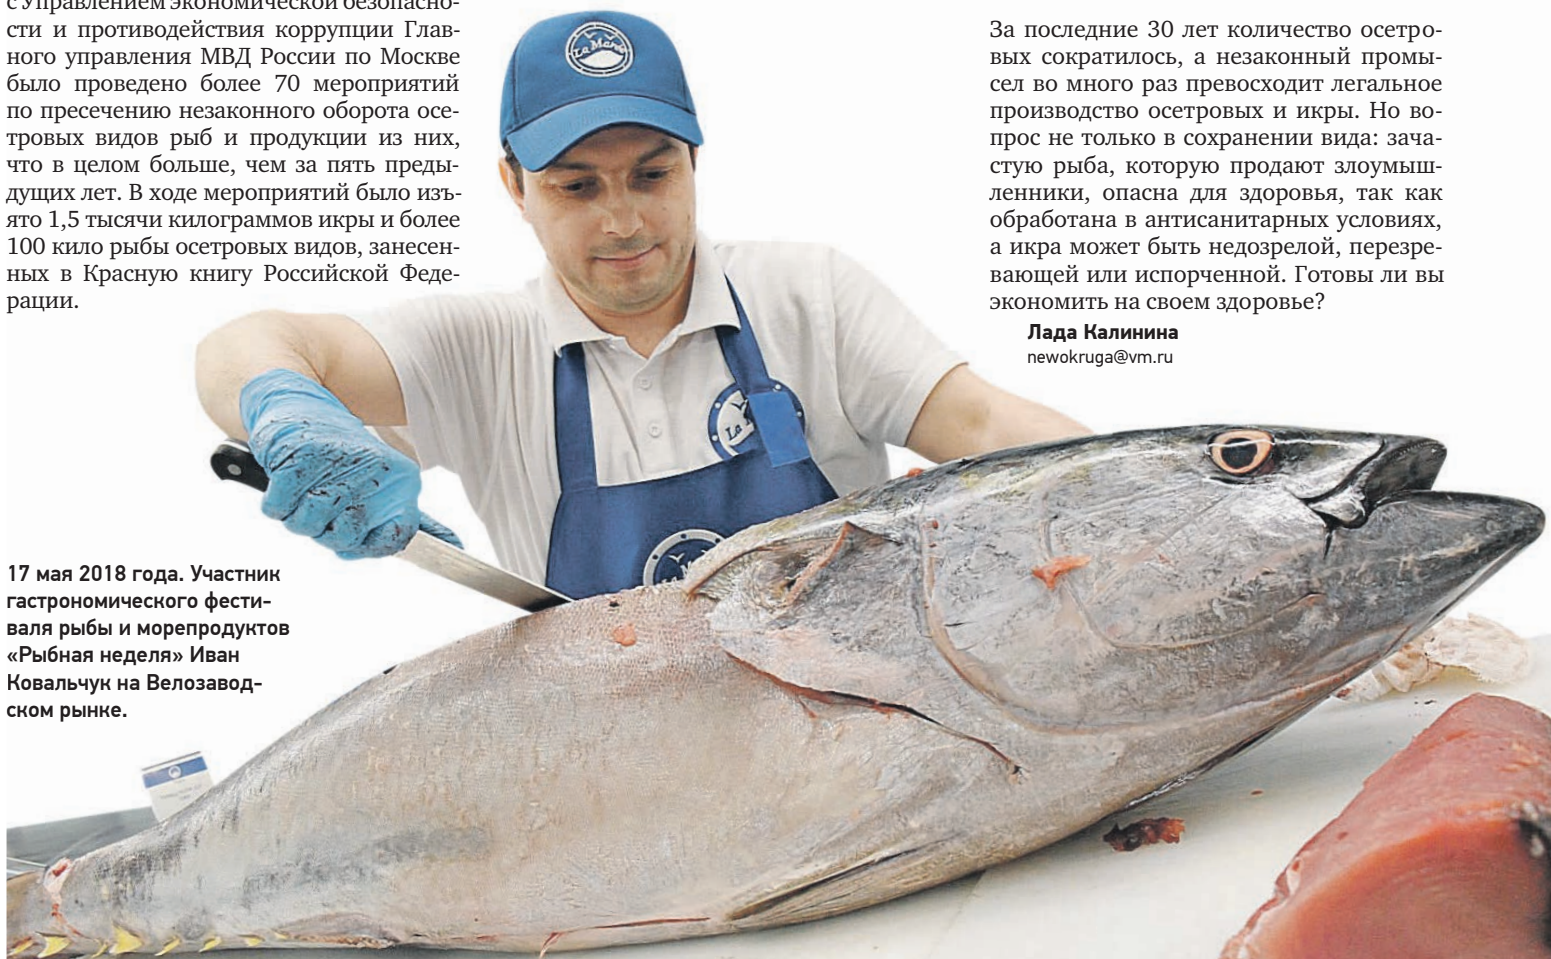 с Управлением экономической безопасно-
сти и противодействия коррупции Глав-
ного управления МВД России по Москве
было проведено более 70 мероприятий
по пресечению незаконного оборота осе-
тровых видов рыб и продукции из них,
что в целом больше, чем за пять преды-
дущих лет. В ходе мероприятий было изъ-
ято 1,5 тысячи килограммов икры и более
100 кило рыбы осетровых видов, занесен-
ных в Красную книгу Российской Феде-
рации.
За последние 30 лет количество осетро-
вых сократилось, а незаконный промы-
сел во много раз превосходит легальное
производство осетровых и икры. Но во-
прос не только в сохранении вида: зача-
стую рыба, которую продают злоумыш-
ленники, опасна для здоровья, так как
обработана в антисанитарных условиях,
а икра может быть недозрелой, перезре-
вающей или испорченной. Готовы ли вы
экономить на своем здоровье?
Лада Калинина
newokruga@vm.ru
17 мая 2018 года. Участник
гастрономического фести-
валя рыбы и морепродуктов
«Рыбная неделя» Иван
Ковальчук на Велозавод-
ском рынке.
La Marée
La